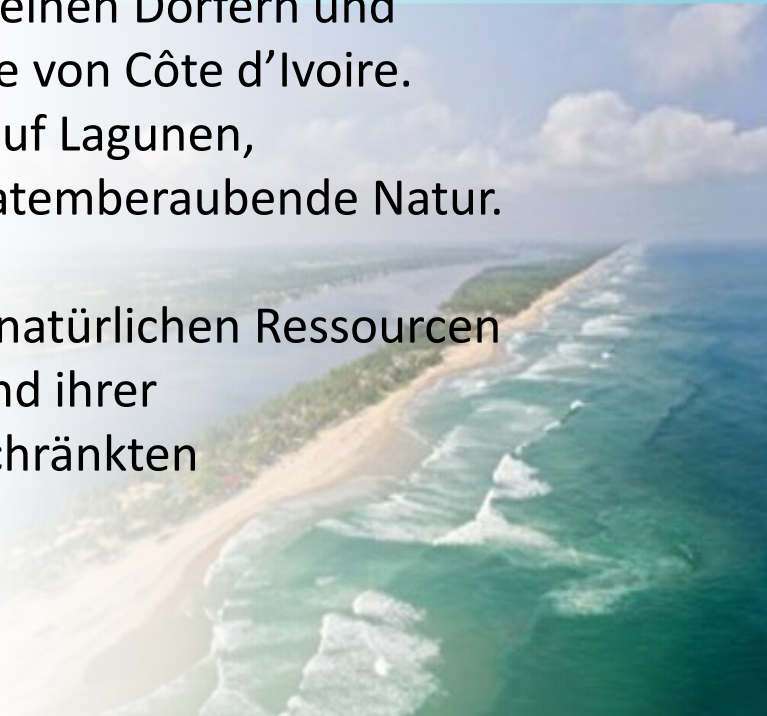 einen Dörfern und
e von Côte d’Ivoire.
uf Lagunen,
atemberaubende Natur.
natürlichen Ressourcen
nd ihrer
chränkten